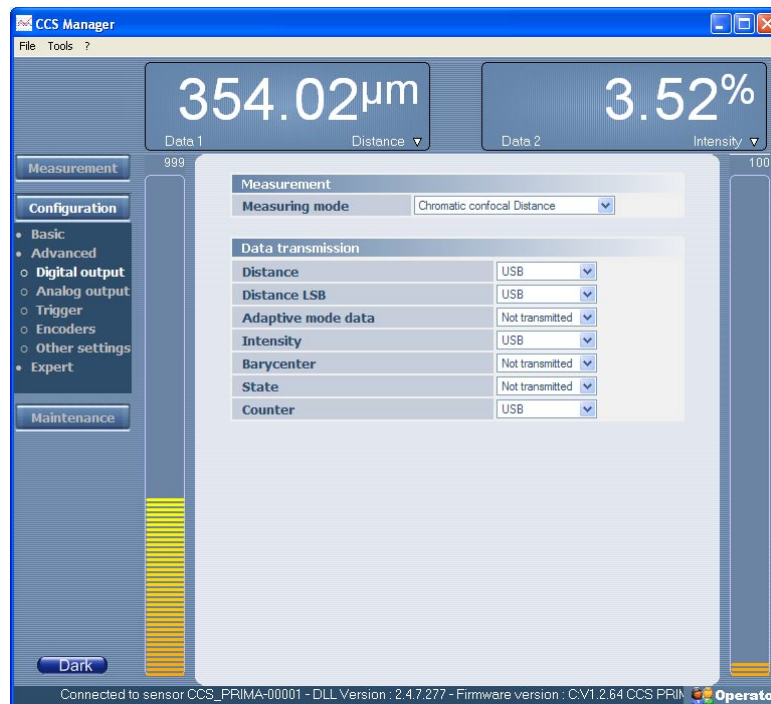 CCS Manager
File Tools ?
354.02µm
Data 1 Distance
3.52%
Data 2 Intensity
Measurement
Configuration
Basic
Advanced
Digital output
Analog output
Trigger
Encoders
Other settings
Expert
Maintenance
Dark
999
100
Measurement
Measuring mode Chromatic confocal Distance
Data transmission
Distance USB
Distance LSB USB
Adaptive mode data Not transmitted
Intensity USB
Barycenter Not transmitted
State Not transmitted
Counter USB
Connected to sensor CCS_PRIMA-00001 - DLL Version : 2.4.7.277 - Firmware version : C:V1.2.64 CCS PRIM Operato